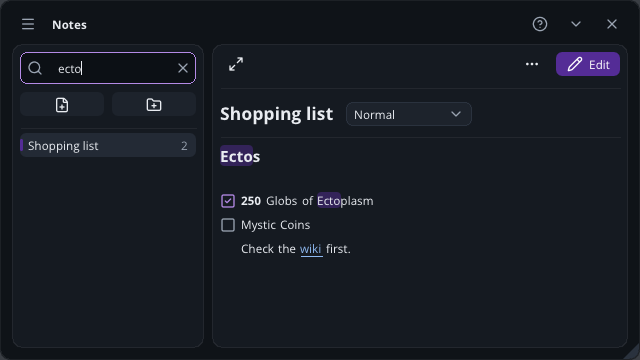 Notes
ecto
Shopping list 2
Edit
Shopping list Normal
Ectos
250 Globs of Ectoplasm
Mystic Coins
Check the wiki first.